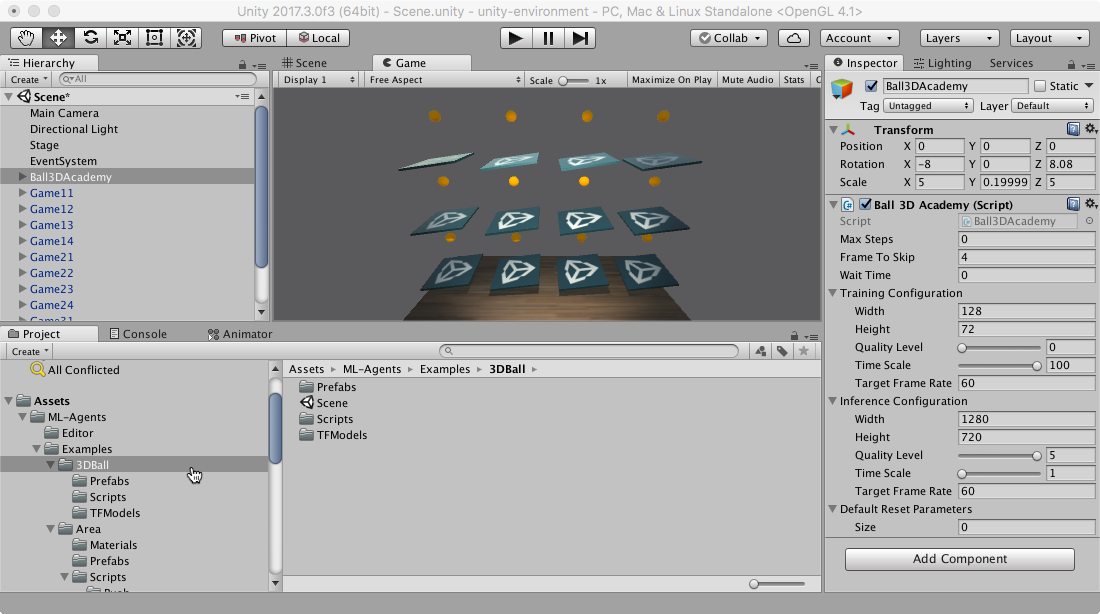 Unity 2017.3.0f3 (64bit) - Scene.unity - unity-environment - PC, Mac & Linux Standalone <OpenGL 4.1>
Pivot Local Collab Account Layers Layout
Hierarchy
Create All
Scene*
Main Camera
Directional Light
Stage
EventSystem
Ball3DAcademy
Game11
Game12
Game13
Game14
Game21
Game22
Game23
Game24
Scene Game
Display 1 Free Aspect Scale 1x Maximize On Play Mute Audio Stats
Project Console Animator
Create
All Conflicted
Assets
ML-Agents
Editor
Examples
3DBall
Prefabs
Scripts
TFModels
Area
Materials
Prefabs
Scripts
Assets ML-Agents Examples 3DBall
Prefabs
Scene
Scripts
TFModels
Inspector Lighting Services
Ball3DAcademy Static
Tag Untagged Layer Default
Transform
Position X 0 Y 0 Z 0
Rotation X -8 Y 0 Z 8.08
Scale X 5 Y 0.19999 Z 5
Ball 3D Academy (Script)
Script Ball3DAcademy
Max Steps 0
Frame To Skip 4
Wait Time 0
Training Configuration
Width 128
Height 72
Quality Level 0
Time Scale 100
Target Frame Rate 60
Inference Configuration
Width 1280
Height 720
Quality Level 5
Time Scale 1
Target Frame Rate 60
Default Reset Parameters
Size 0
Add Component